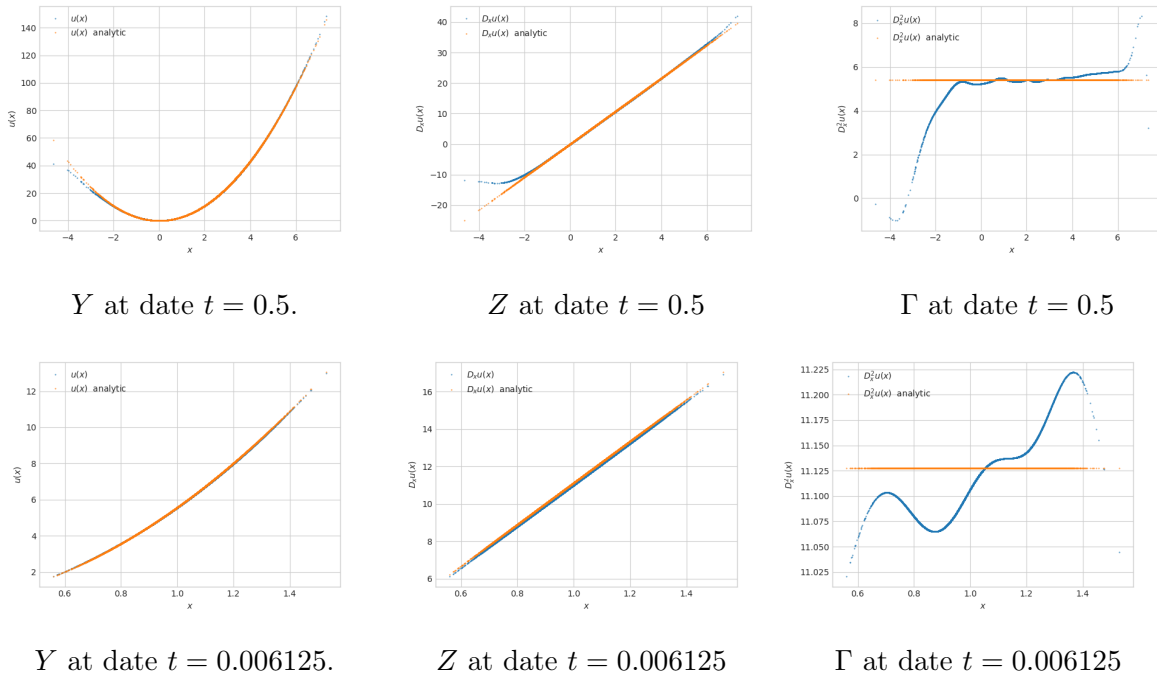 u(x)
u(x) analytic
140
120
100
80
60
40
20
0
u(x)
−4 −2 0 2 4 6
x
D_x u(x)
D_x u(x) analytic
40
30
20
10
0
−10
−20
D_x u(x)
−4 −2 0 2 4 6
x
D_x^2 u(x)
D_x^2 u(x) analytic
8
6
4
2
0
D_x^2 u(x)
−4 −2 0 2 4 6
x
Y at date t = 0.5.
Z at date t = 0.5
Γ at date t = 0.5
u(x)
u(x) analytic
12
10
8
6
4
2
u(x)
0.6 0.8 1.0 1.2 1.4
x
D_x u(x)
D_x u(x) analytic
16
14
12
10
8
6
D_x u(x)
0.6 0.8 1.0 1.2 1.4
x
D_x^2 u(x)
D_x^2 u(x) analytic
11.225
11.200
11.175
11.150
11.125
11.100
11.075
11.050
11.025
D_x^2 u(x)
0.6 0.8 1.0 1.2 1.4
x
Y at date t = 0.006125.
Z at date t = 0.006125
Γ at date t = 0.006125